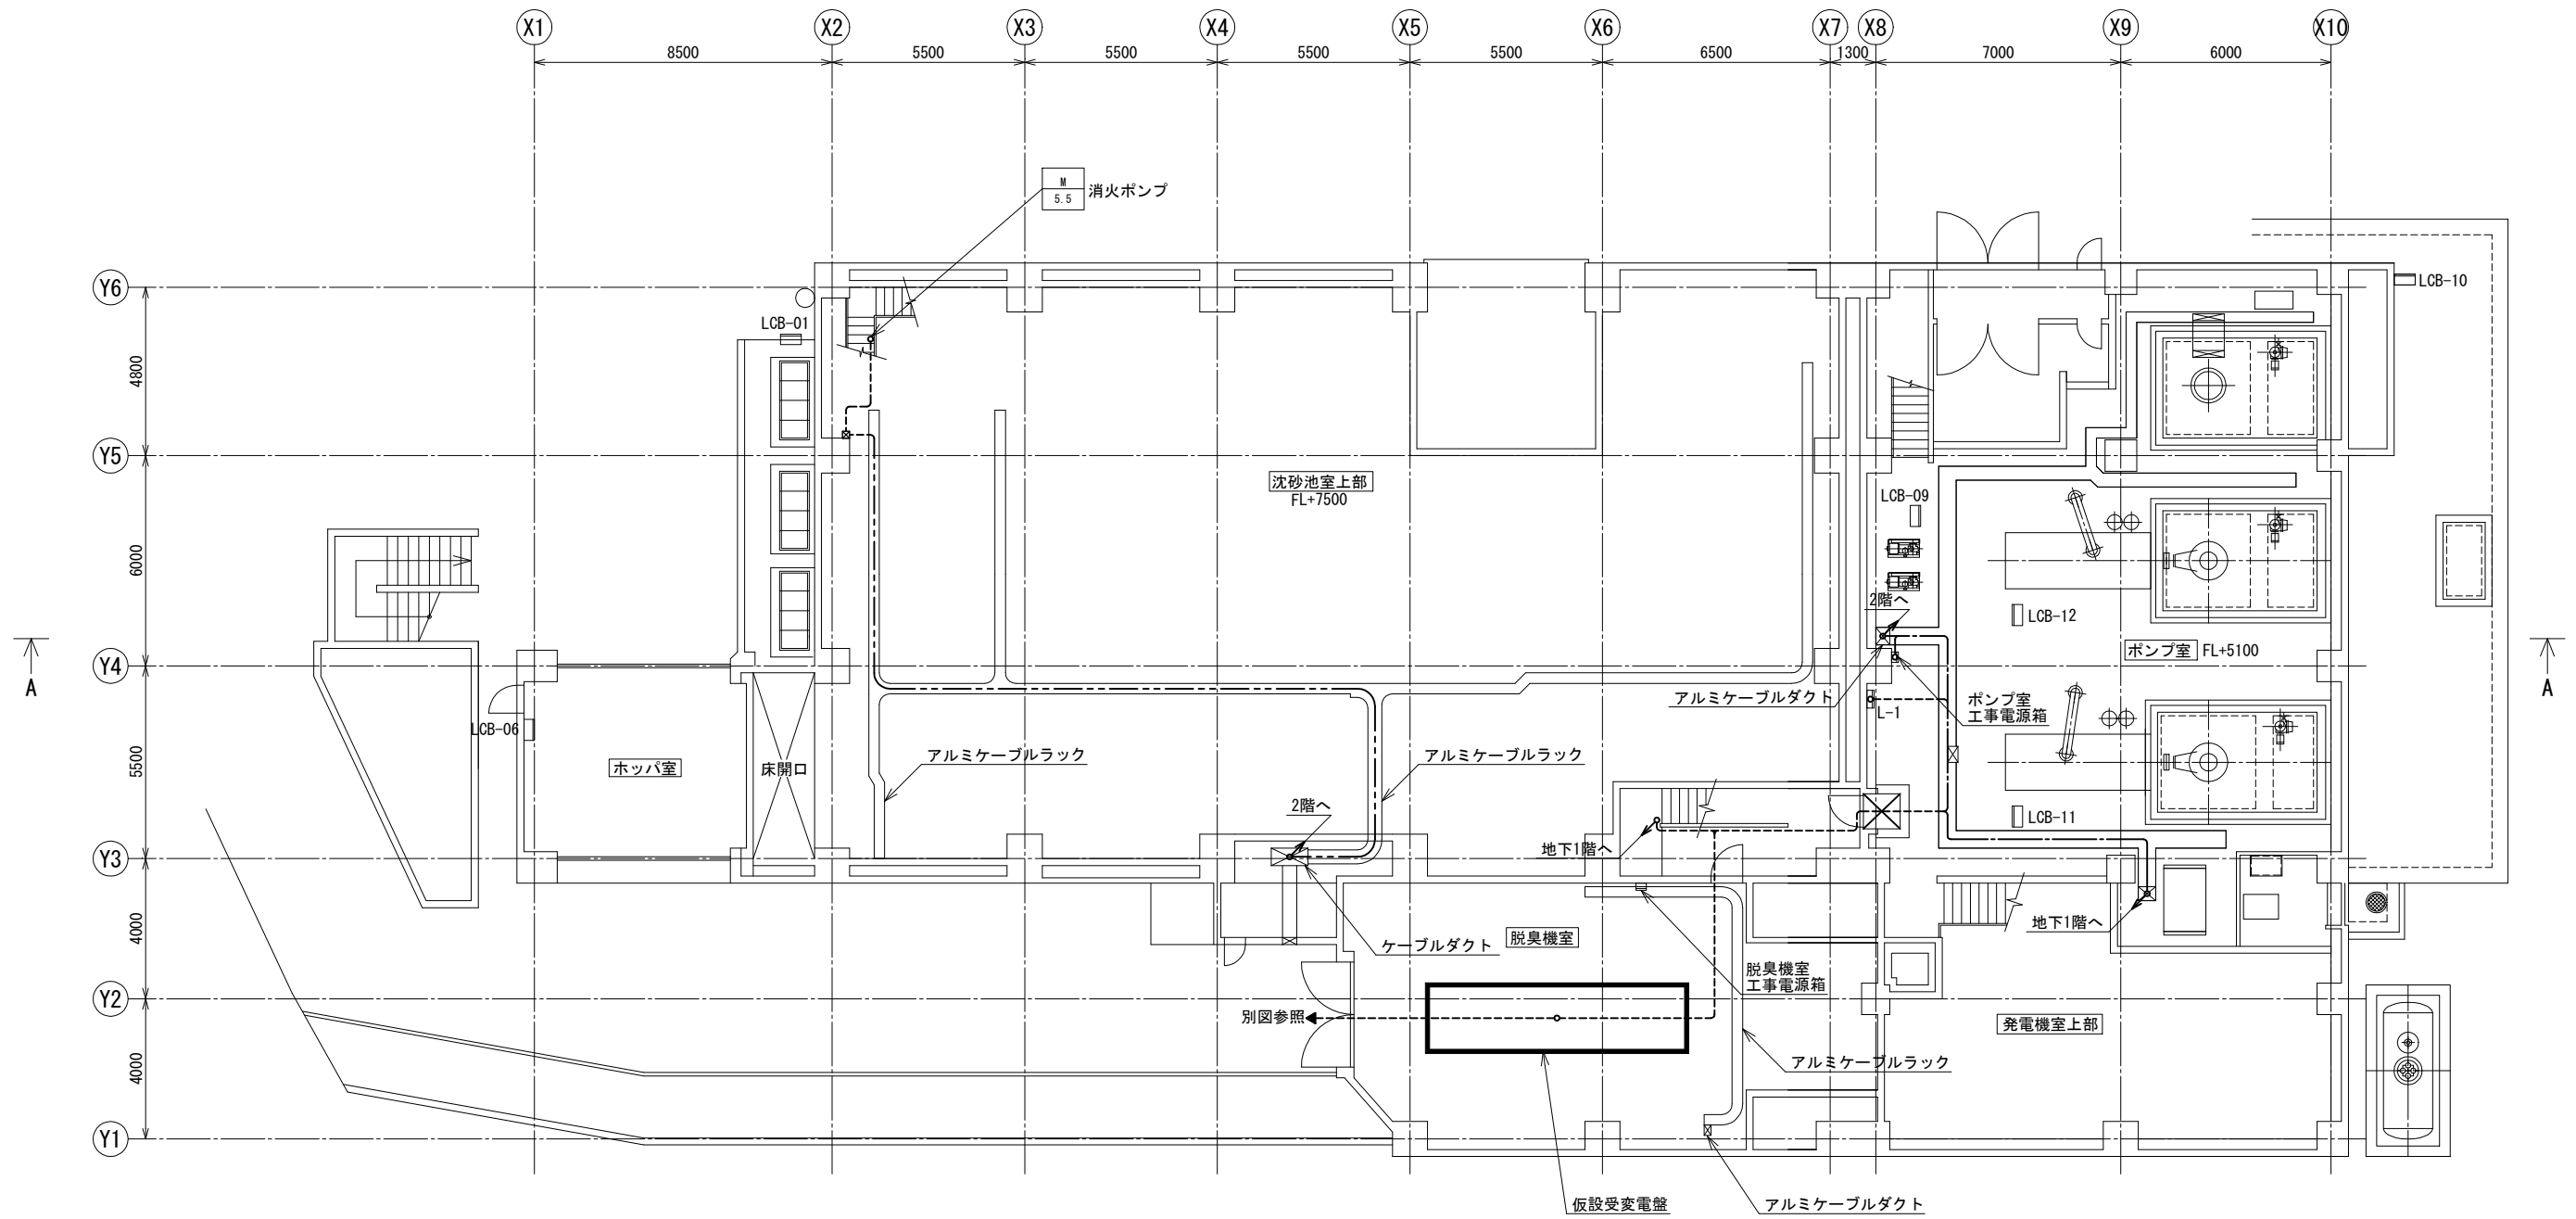 X1
X2
X3
X4
X5
X6
X7
X8
X9
X10
8500
5500
5500
5500
5500
6500
1300
7000
6000
M
5.5
消火ポンプ
Y6
Y5
Y4
Y3
Y2
Y1
4800
6000
5500
4000
4000
LCB-01
LCB-10
沈砂池室上部
FL+7500
LCB-09
2階へ
LCB-12
ポンプ室 FL+5100
A
A
アルミケーブルダクト
ポンプ室
工事電源箱
L-1
LCB-06
ホッパ室
床開口
アルミケーブルラック
アルミケーブルラック
2階へ
LCB-11
地下1階へ
地下1階へ
ケーブルダクト
脱臭機室
脱臭機室
工事電源箱
別図参照
発電機室上部
アルミケーブルラック
仮設受変電盤
アルミケーブルダクト